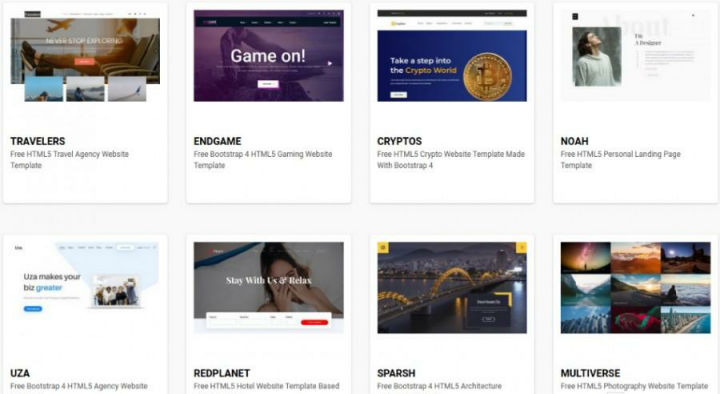 NEVER STOP EXPLORING
Game on!
Take a step into
the Crypto World
About
I'm
A Designer
TRAVELERS
Free HTML5 Travel Agency Website
Template
ENDGAME
Free Bootstrap 4 HTML5 Gaming Website
Template
CRYPTOS
Free HTML5 Crypto Website Template Made
With Bootstrap 4
NOAH
Free HTML5 Personal Landing Page
Template
Uza
Uza makes your
biz greater
Stay With Us & Relax
UZA
Free Bootstrap 4 HTML5 Agency Website
REDPLANET
Free HTML5 Hotel Website Template Based
SPARSH
Free Bootstrap 4 HTML5 Architecture
MULTIVERSE
Free HTML5 Photography Website Template